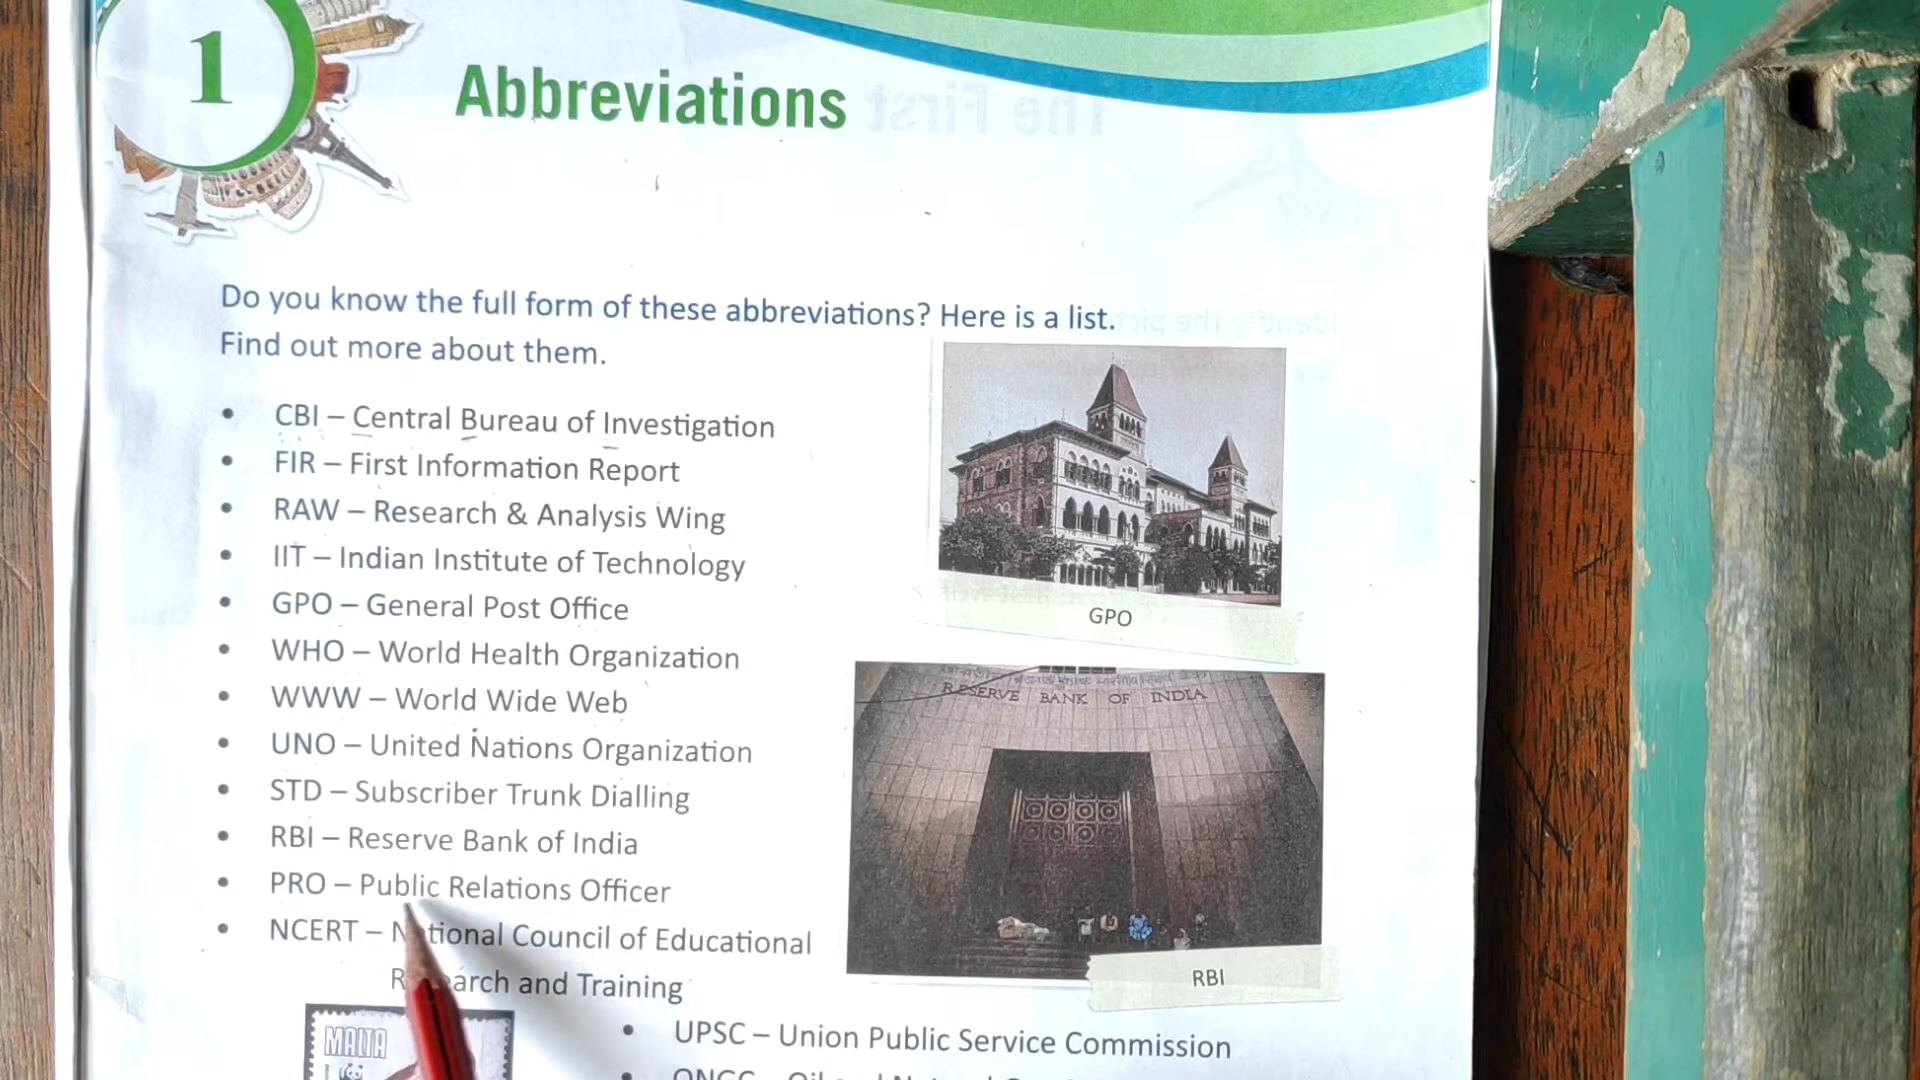 1
Abbreviations
Do you know the full form of these abbreviations? Here is a list.
Find out more about them.
• CBI – Central Bureau of Investigation
• FIR – First Information Report
• RAW – Research & Analysis Wing
• IIT – Indian Institute of Technology
• GPO – General Post Office
• WHO – World Health Organization
• WWW – World Wide Web
• UNO – United Nations Organization
• STD – Subscriber Trunk Dialling
• RBI – Reserve Bank of India
• PRO – Public Relations Officer
• NCERT – National Council of Educational
Research and Training
GPO
RESERVE BANK OF INDIA
RBI
MALTA
• UPSC – Union Public Service Commission